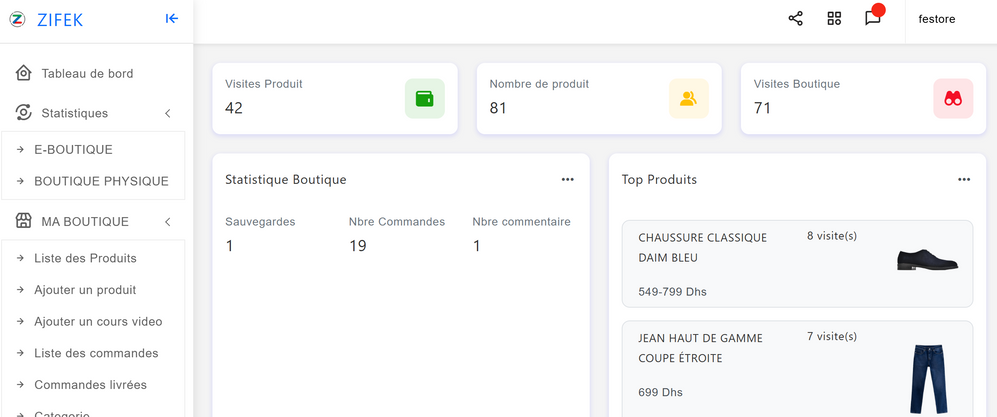 ZIFEK
festore
Tableau de bord
Statistiques
E-BOUTIQUE
BOUTIQUE PHYSIQUE
MA BOUTIQUE
Liste des Produits
Ajouter un produit
Ajouter un cours video
Liste des commandes
Commandes livrées
Categorie
Visites Produit
42
Nombre de produit
81
Visites Boutique
71
Statistique Boutique
Sauvegardes
1
Nbre Commandes
19
Nbre commentaire
1
Top Produits
CHAUSSURE CLASSIQUE
DAIM BLEU
8 visite(s)
549-799 Dhs
JEAN HAUT DE GAMME
COUPE ÉTROITE
7 visite(s)
699 Dhs